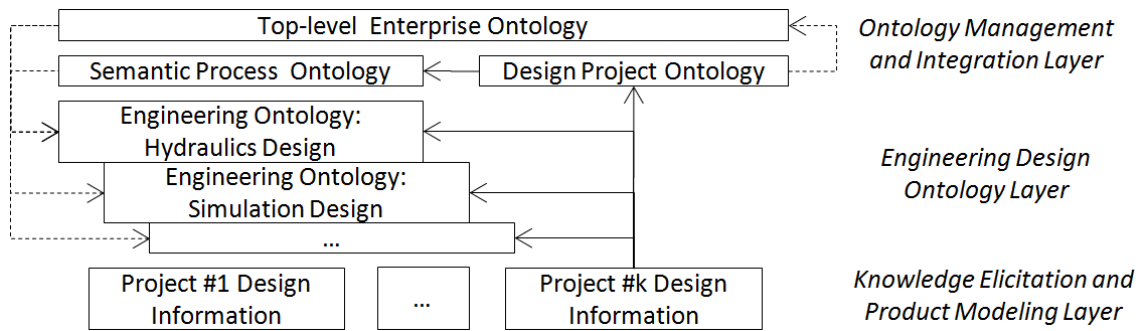 Top-level Enterprise Ontology
Ontology Management
and Integration Layer
Semantic Process Ontology
Design Project Ontology
Engineering Ontology:
Hydraulics Design
Engineering Ontology:
Simulation Design
...
Engineering Design
Ontology Layer
Project #1 Design
Information
...
Project #k Design
Information
Knowledge Elicitation and
Product Modeling Layer